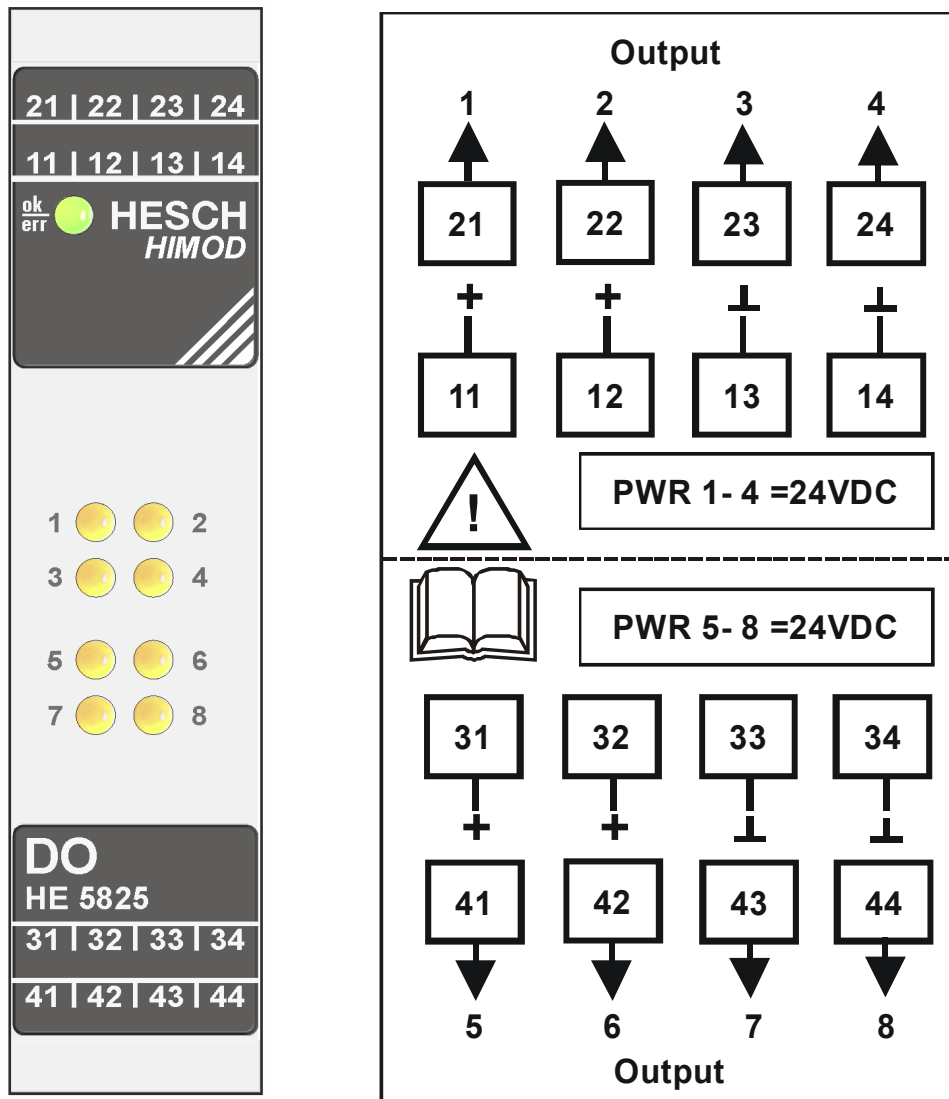 21 | 22 | 23 | 24
11 | 12 | 13 | 14
ok
err
HESCH
HIMOD
1 2
3 4
5 6
7 8
DO
HE 5825
31 | 32 | 33 | 34
41 | 42 | 43 | 44
Output
1 2 3 4
21 22 23 24
+ + ⊥ ⊥
11 12 13 14
!
PWR 1- 4 =24VDC
PWR 5- 8 =24VDC
31 32 33 34
+ + ⊥ ⊥
41 42 43 44
5 6 7 8
Output